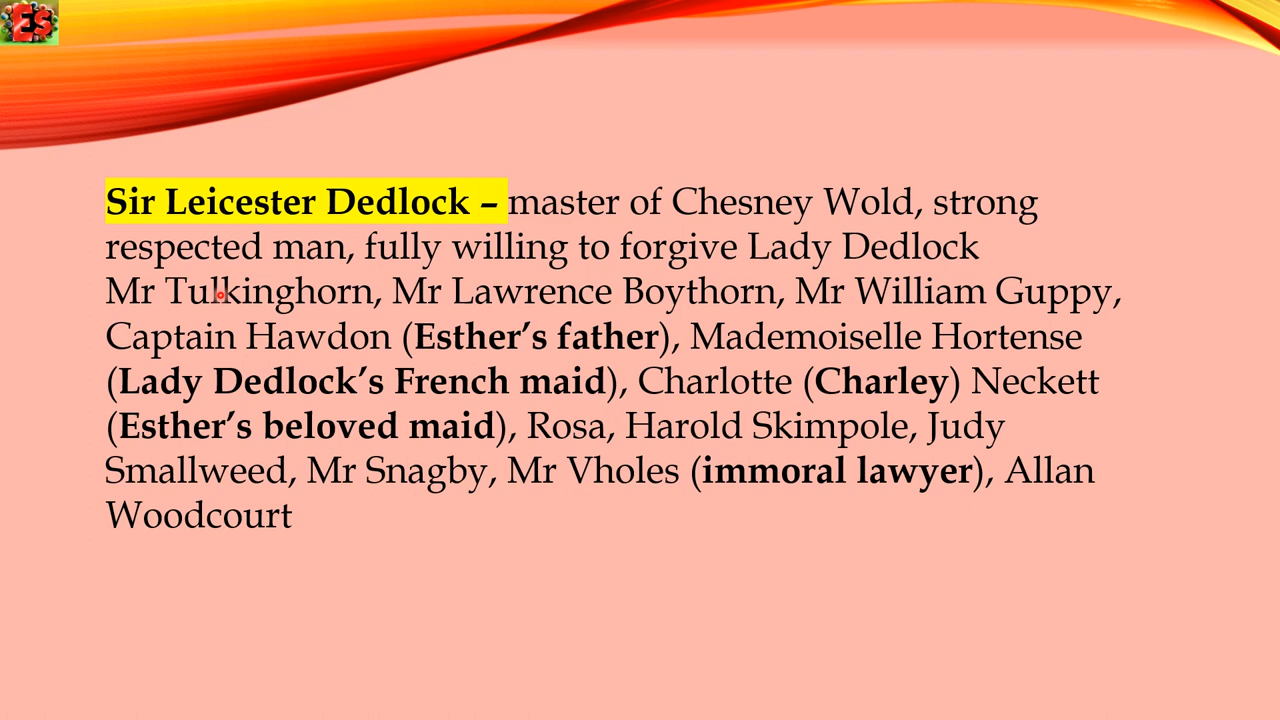 ES
Sir Leicester Dedlock – master of Chesney Wold, strong
respected man, fully willing to forgive Lady Dedlock
Mr Tulkinghorn, Mr Lawrence Boythorn, Mr William Guppy,
Captain Hawdon (Esther’s father), Mademoiselle Hortense
(Lady Dedlock’s French maid), Charlotte (Charley) Neckett
(Esther’s beloved maid), Rosa, Harold Skimpole, Judy
Smallweed, Mr Snagby, Mr Vholes (immoral lawyer), Allan
Woodcourt